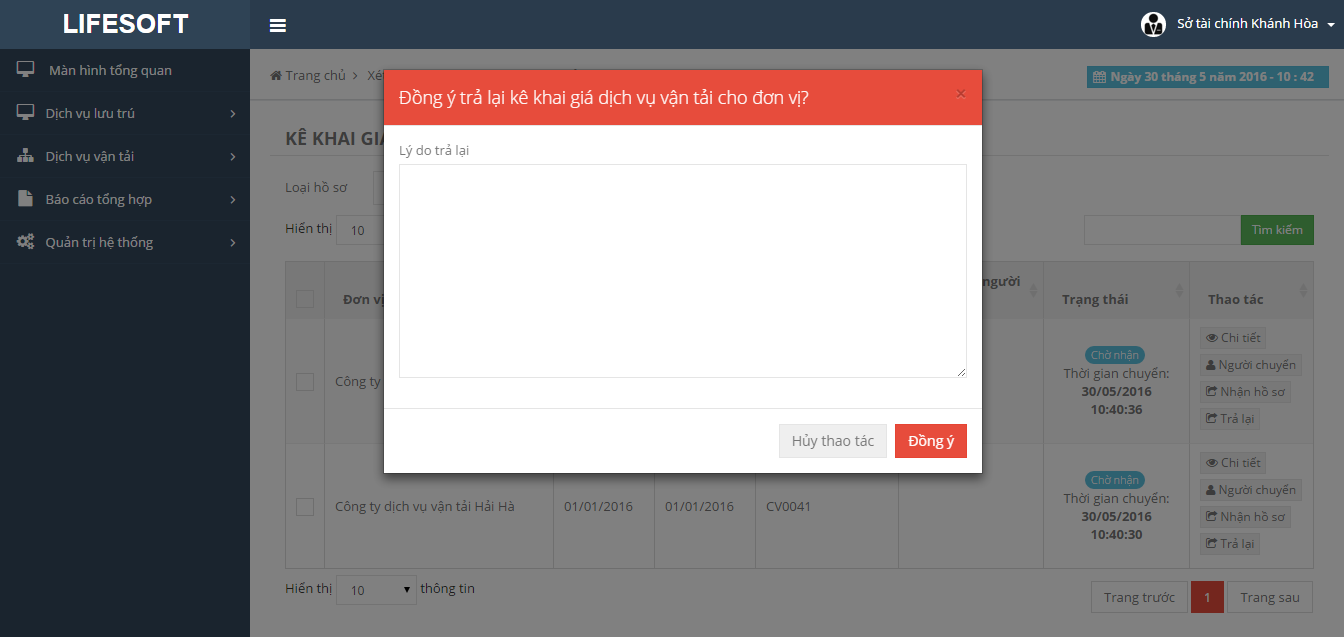 LIFESOFT
Sở tài chính Khánh Hòa
Màn hình tổng quan
Dịch vụ lưu trú
Dịch vụ vận tải
Báo cáo tổng hợp
Quản trị hệ thống
Trang chủ
Ngày 30 tháng 5 năm 2016 - 10 : 42
Đồng ý trả lại kê khai giá dịch vụ vận tải cho đơn vị?
×
Lý do trả lại
Hủy thao tác
Đồng ý
KÊ KHAI
Loại hồ sơ
Hiển thị 10
Tìm kiếm
Đơn vị
người
Trạng thái
Thao tác
Công ty
Chờ nhận
Thời gian chuyển:
30/05/2016
10:40:36
Chi tiết
Người chuyển
Nhận hồ sơ
Trả lại
Công ty dịch vụ vận tải Hải Hà
01/01/2016
01/01/2016
CV0041
Chờ nhận
Thời gian chuyển:
30/05/2016
10:40:30
Chi tiết
Người chuyển
Nhận hồ sơ
Trả lại
Hiển thị 10 thông tin
Trang trước
1
Trang sau